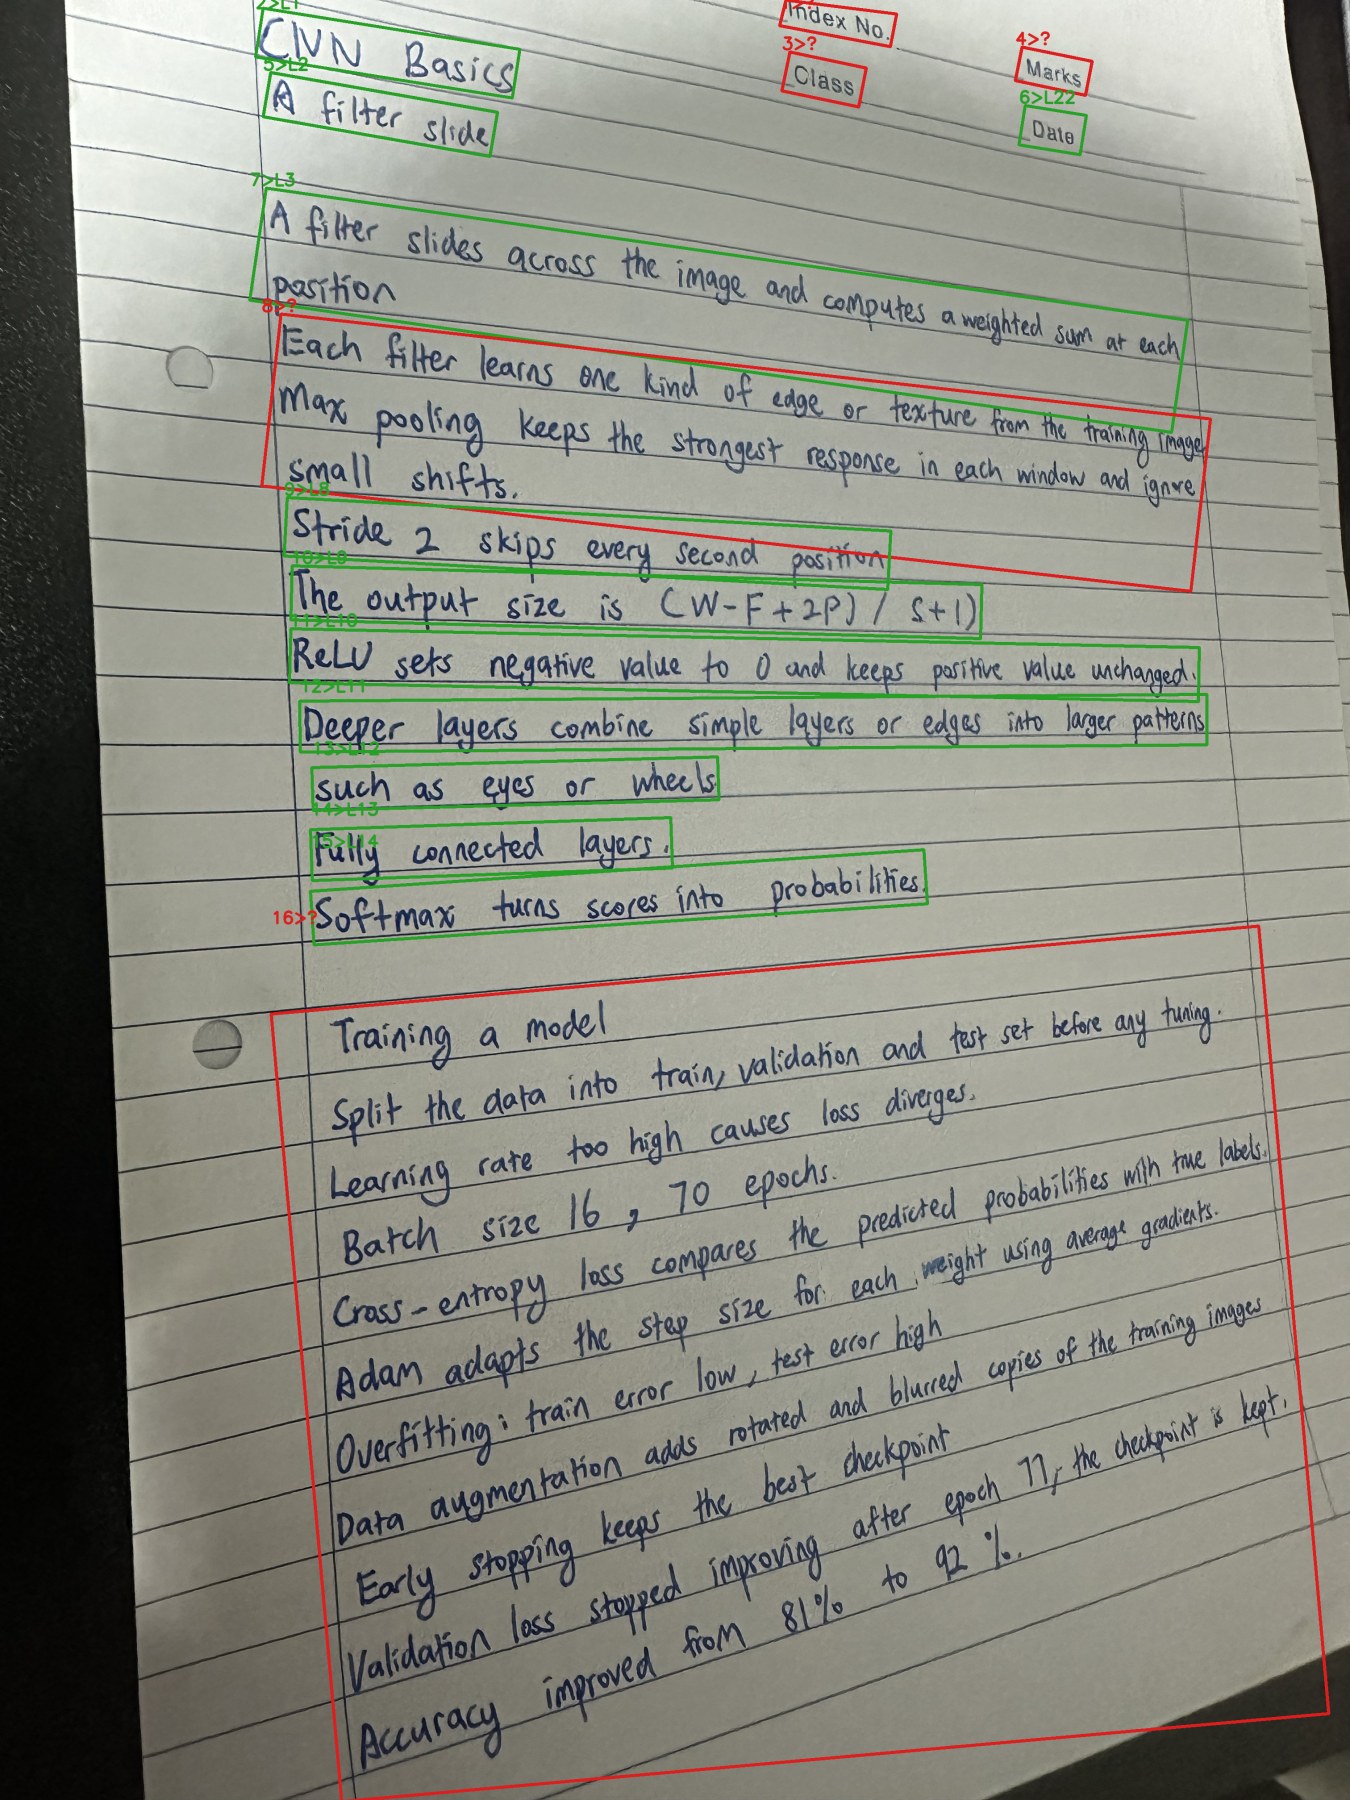 Index No.
CNN Basics
Class
Marks
A filter slide
Date
A filter slides across the image and computes a weighted sum at each
position
Each filter learns one kind of edge or texture from the training image
Max pooling keeps the strongest response in each window and ignore
small shifts.
Stride 2 skips every second position
The output size is (W-F+2P) / S+1)
ReLU sets negative value to 0 and keeps positive value unchanged.
Deeper layers combine simple layers or edges into larger patterns
such as eyes or wheels
Fully connected layers.
Softmax turns scores into probabilities.
Training a model
Split the data into train, validation and test set before any tuning.
Learning rate too high causes loss diverges.
Batch size 16, 70 epochs.
Cross-entropy loss compares the predicted probabilities with true labels.
Adam adapts the step size for each weight using average gradients.
Overfitting: train error low, test error high
Data augmentation adds rotated and blurred copies of the training images
Early stopping keeps the best checkpoint
Validation loss stopped improving after epoch 77, the checkpoint is kept.
Accuracy improved from 81% to 92%.